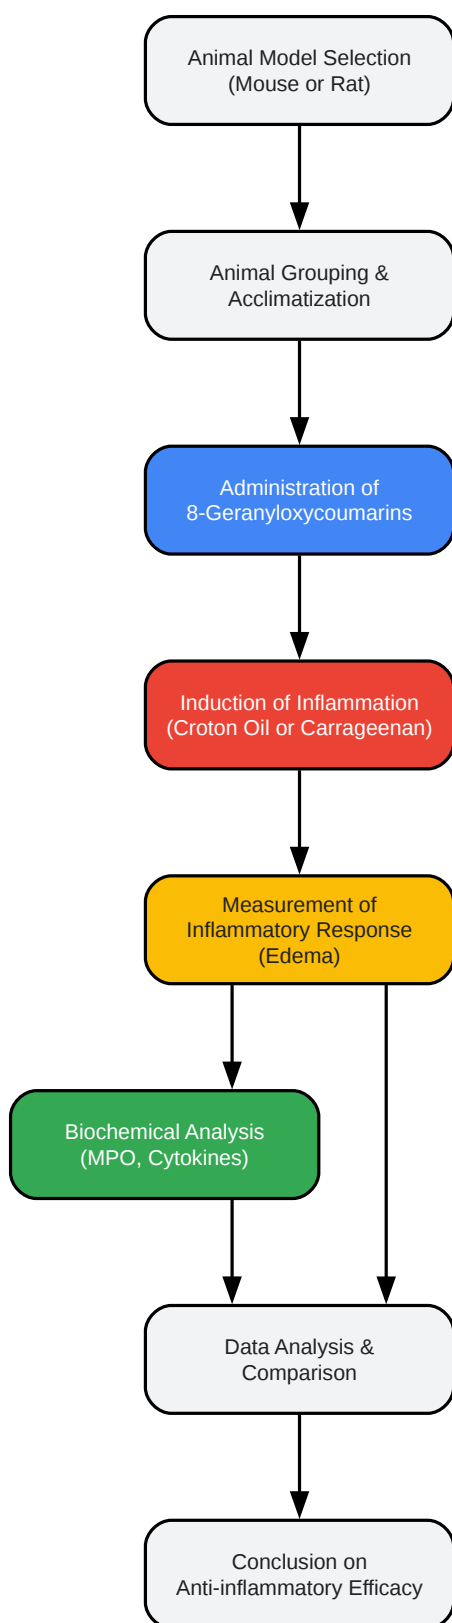 Animal Model Selection
(Mouse or Rat)
Animal Grouping &
Acclimatization
Administration of
8-Geranyloxycoumarins
Induction of Inflammation
(Croton Oil or Carrageenan)
Measurement of
Inflammatory Response
(Edema)
Biochemical Analysis
(MPO, Cytokines)
Data Analysis &
Comparison
Conclusion on
Anti-inflammatory Efficacy